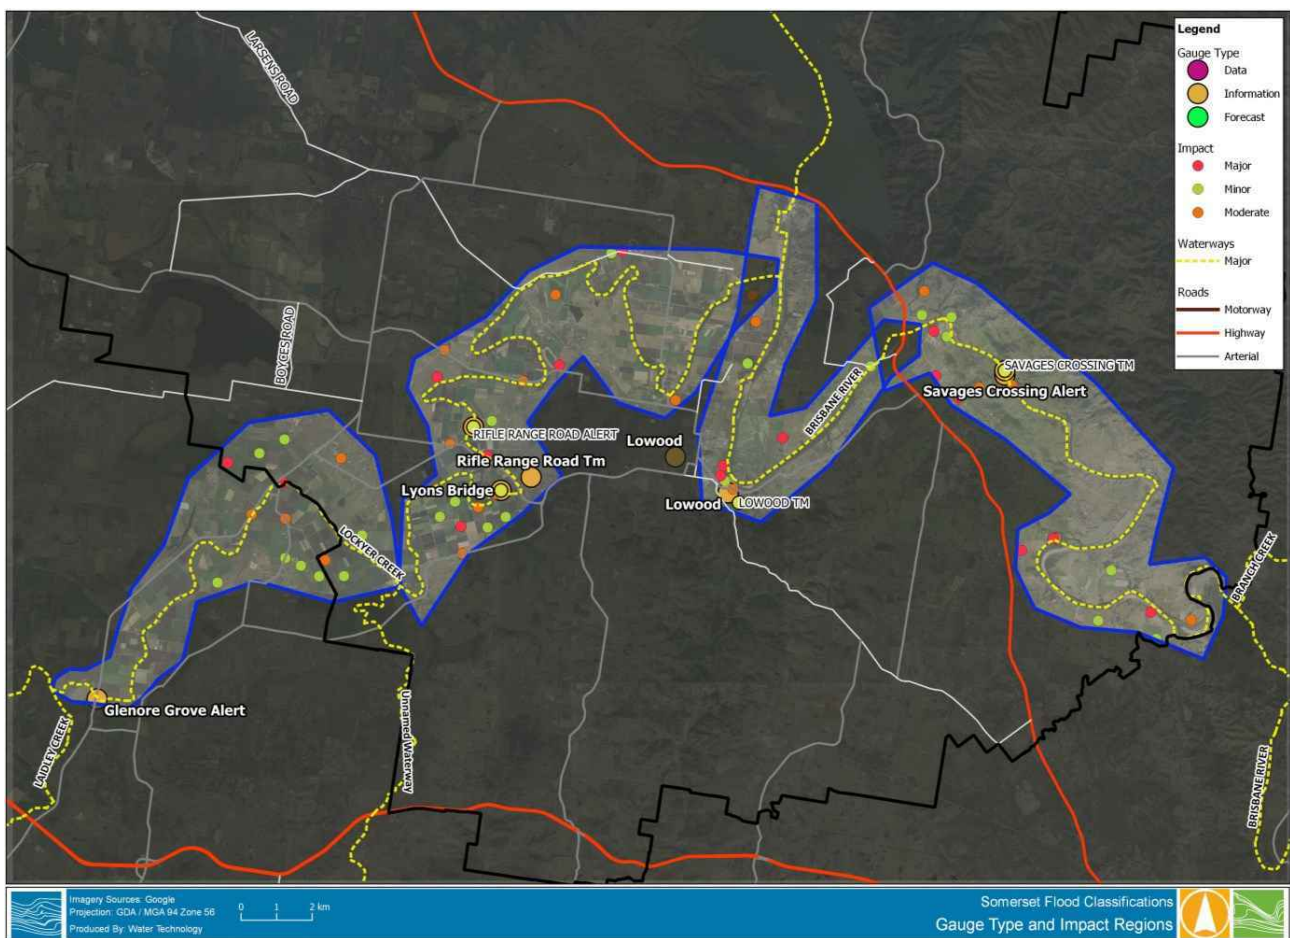 Legend
Gauge Type
Data
Information
Forecast
Impact
Major
Minor
Moderate
Waterways
Major
Roads
Motorway
Highway
Arterial
LARSENS ROAD
BOYCES ROAD
SAVAGES CROSSING TM
Savages Crossing Alert
BRISBANE RIVER
RIFLE RANGE ROAD ALERT
Lowood
Rifle Range Road Tm
Lyons Bridge
Lowood
LOWOOD TM
LOCKYER CREEK
BRANCH CREEK
Glenore Grove Alert
LAIDLEY CREEK
Unnamed Waterway
BRISBANE RIVER
Imagery Sources: Google
Projection: GDA / MGA 94 Zone 56
Produced By: Water Technology
0 1 2 km
Somerset Flood Classifications
Gauge Type and Impact Regions